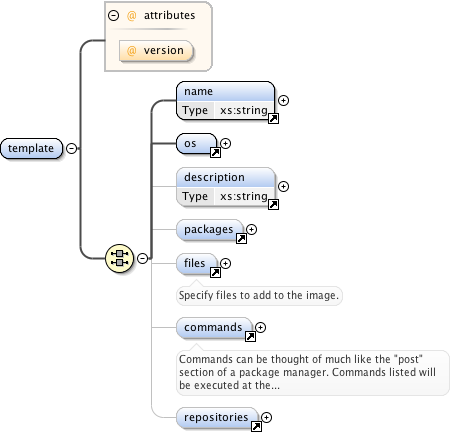 @ attributes
@ version
name
Type xs:string
template
os
description
Type xs:string
packages
files
Specify files to add to the image.
commands
Commands can be thought of much like the "post"
section of a package manager. Commands listed will
be executed at the...
repositories